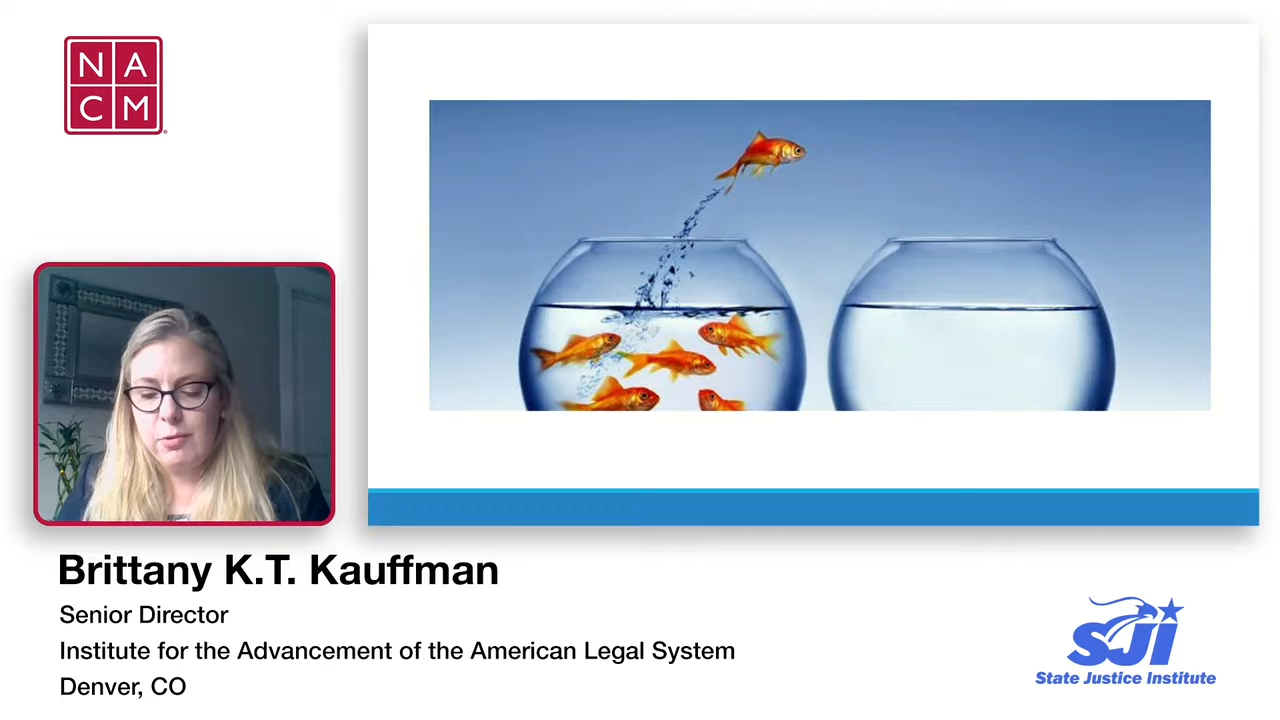 N A
C M
Brittany K.T. Kauffman
Senior Director
Institute for the Advancement of the American Legal System
Denver, CO
SJI
State Justice Institute